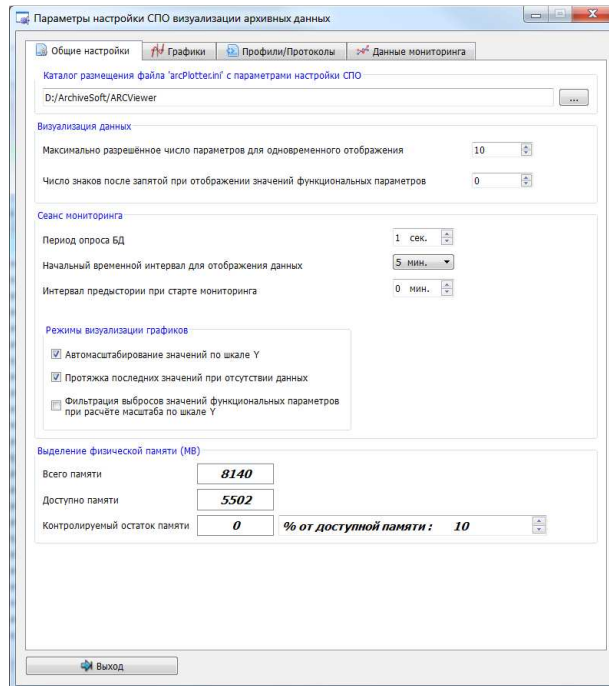 Параметры настройки СПО визуализации архивных данных
Общие настройки
Графики
Профили/Протоколы
Данные мониторинга
Каталог размещения файла 'arcPlotter.ini' с параметрами настройки СПО
D:/ArchiveSoft/ARCViewer
...
Визуализация данных
Максимально разрешённое число параметров для одновременного отображения 10
Число знаков после запятой при отображении значений функциональных параметров 0
Сеанс мониторинга
Период опроса БД 1 сек.
Начальный временной интервал для отображения данных 5 мин.
Интервал предыстории при старте мониторинга 0 мин.
Режимы визуализации графиков
Автомасштабирование значений по шкале Y
Протяжка последних значений при отсутствии данных
Фильтрация выбросов значений функциональных параметров
при расчёте масштаба по шкале Y
Выделение физической памяти (MB)
Всего памяти 8140
Доступно памяти 5502
Контролируемый остаток памяти 0 % от доступной памяти : 10
Выход